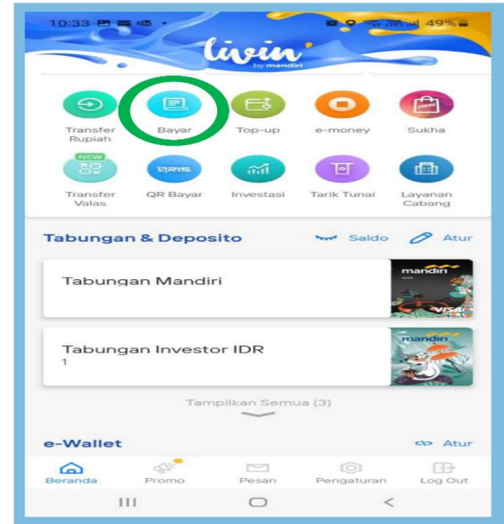 10:33
49%
livin'
by mandiri
Transfer Rupiah
Bayar
Top-up
e-money
Sukha
NEW
Transfer Valas
QRIS
QR Bayar
Investasi
Tarik Tunai
Layanan Cabang
Tabungan & Deposito
Saldo
Atur
Tabungan Mandiri
mandiri
VISA
Tabungan Investor IDR
1
mandiri
Tampilkan Semua (3)
e-Wallet
Atur
Beranda
Promo
Pesan
Pengaturan
Log Out